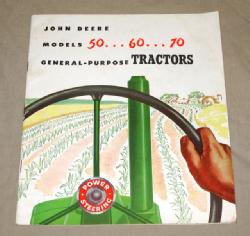 JOHN DEERE
MODELS 50...60...70
GENERAL-PURPOSE TRACTORS
POWER STEERING